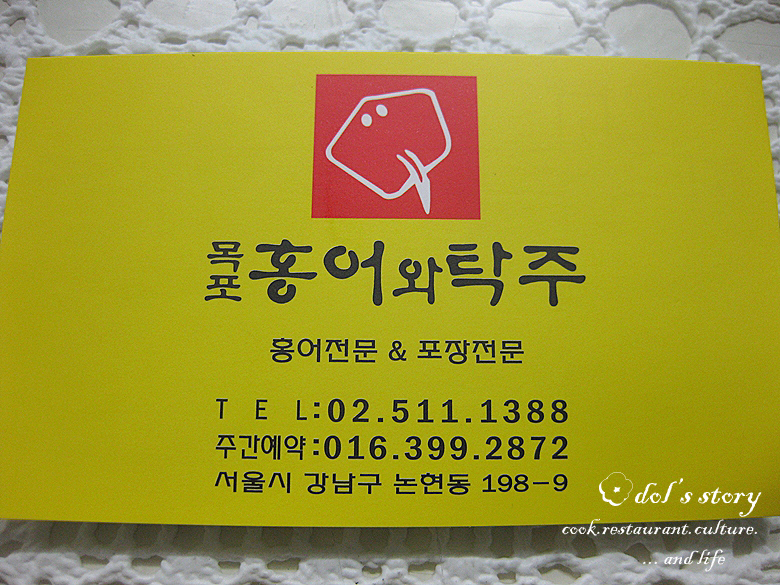 목포 홍어와탁주
홍어전문 & 포장전문
T E L:02.511.1388
주간예약:016.399.2872
서울시 강남구 논현동 198-9
dol's story
cook.restaurant.culture.
... and life